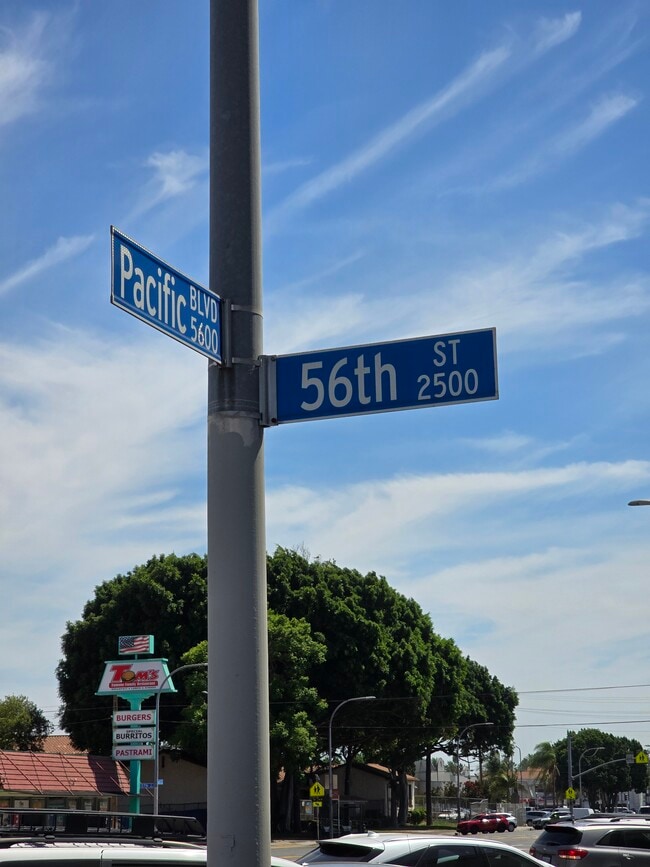 Pacific BLVD
5600
56th ST
2500
TOM'S
BURGERS
BURRITOS
PASTRAMI